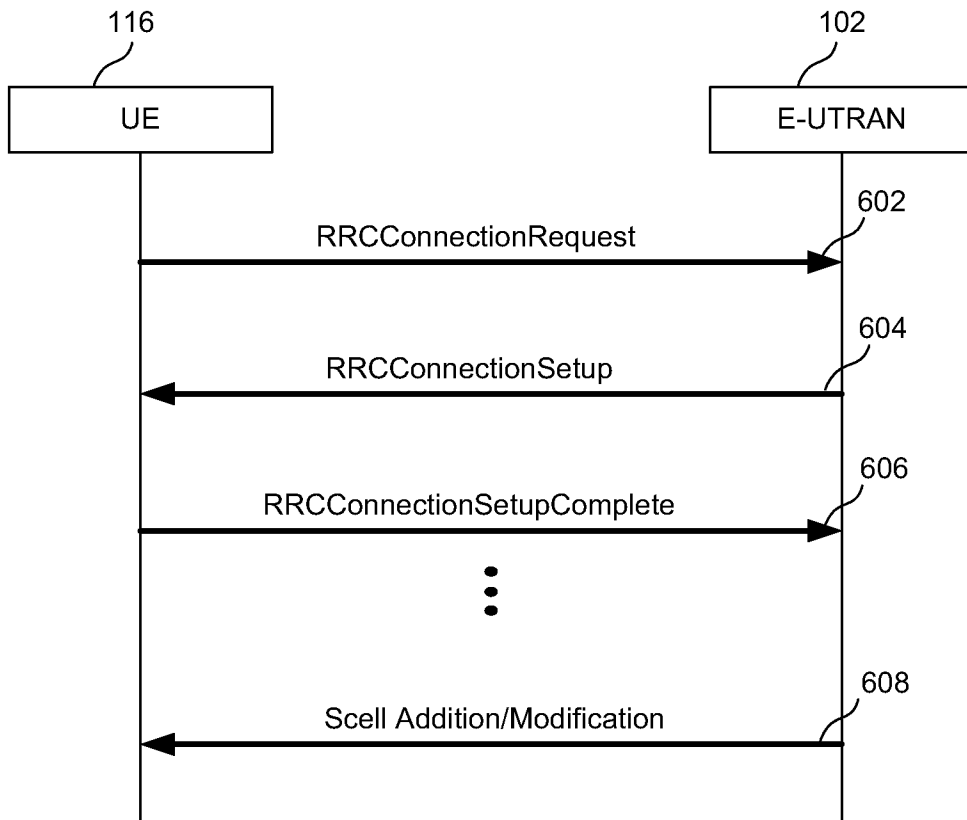 116
102
UE
E-UTRAN
602
RRCConnectionRequest
604
RRCConnectionSetup
606
RRCConnectionSetupComplete
608
Scell Addition/Modification